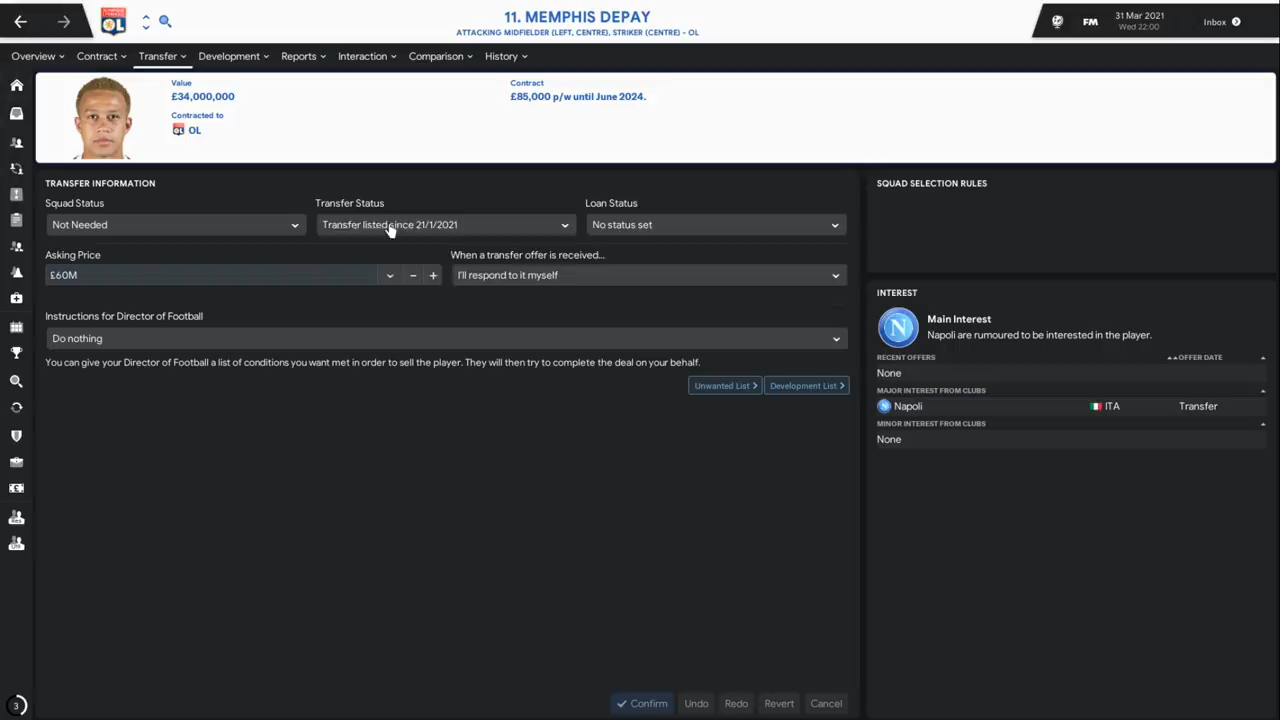 11. MEMPHIS DEPAY
ATTACKING MIDFIELDER (LEFT, CENTRE), STRIKER (CENTRE) - OL
FM
31 Mar 2021
Wed 22:00
Inbox
Overview
Contract
Transfer
Development
Reports
Interaction
Comparison
History
Value
£34,000,000
Contracted to
OL
Contract
£85,000 p/w until June 2024.
TRANSFER INFORMATION
Squad Status
Transfer Status
Loan Status
Not Needed
Transfer listed since 21/1/2021
No status set
Asking Price
When a transfer offer is received...
£60M
I'll respond to it myself
Instructions for Director of Football
Do nothing
You can give your Director of Football a list of conditions you want met in order to sell the player. They will then try to complete the deal on your behalf.
Unwanted List
Development List
SQUAD SELECTION RULES
INTEREST
N
Main Interest
Napoli are rumoured to be interested in the player.
RECENT OFFERS
OFFER DATE
None
MAJOR INTEREST FROM CLUBS
Napoli
ITA
Transfer
MINOR INTEREST FROM CLUBS
None
3
Confirm
Undo
Redo
Revert
Cancel